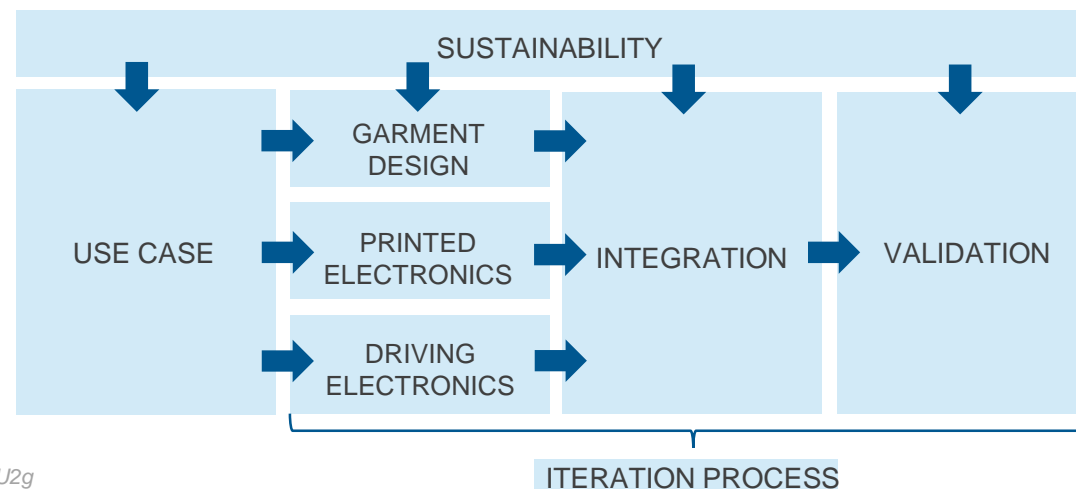 SUSTAINABILITY
GARMENT
DESIGN
USE CASE
PRINTED
ELECTRONICS
INTEGRATION
VALIDATION
DRIVING
ELECTRONICS
ITERATION PROCESS